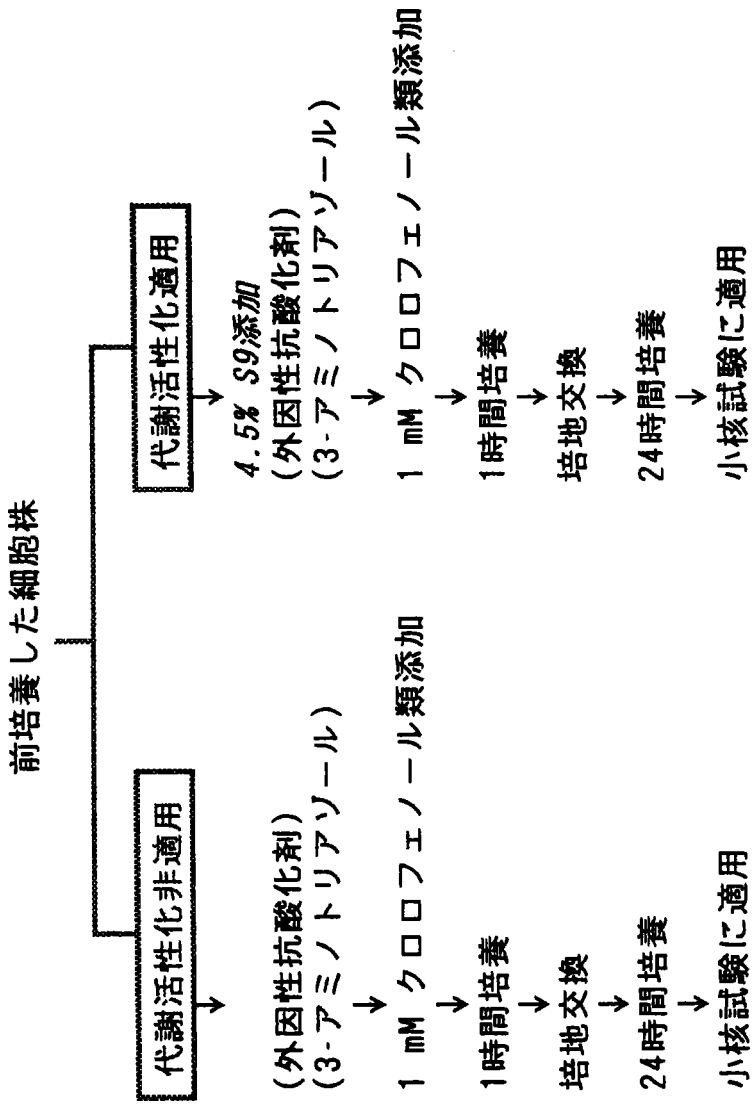 前培養した細胞株
代謝活性化非適用
(外因性抗酸化剤)
(3-アミノトリアゾール)
1 mM クロロフェノール類添加
1時間培養
培地交換
24時間培養
小核試験に適用
代謝活性化適用
4.5% S9添加
(外因性抗酸化剤)
(3-アミノトリアゾール)
1 mM クロロフェノール類添加
1時間培養
培地交換
24時間培養
小核試験に適用